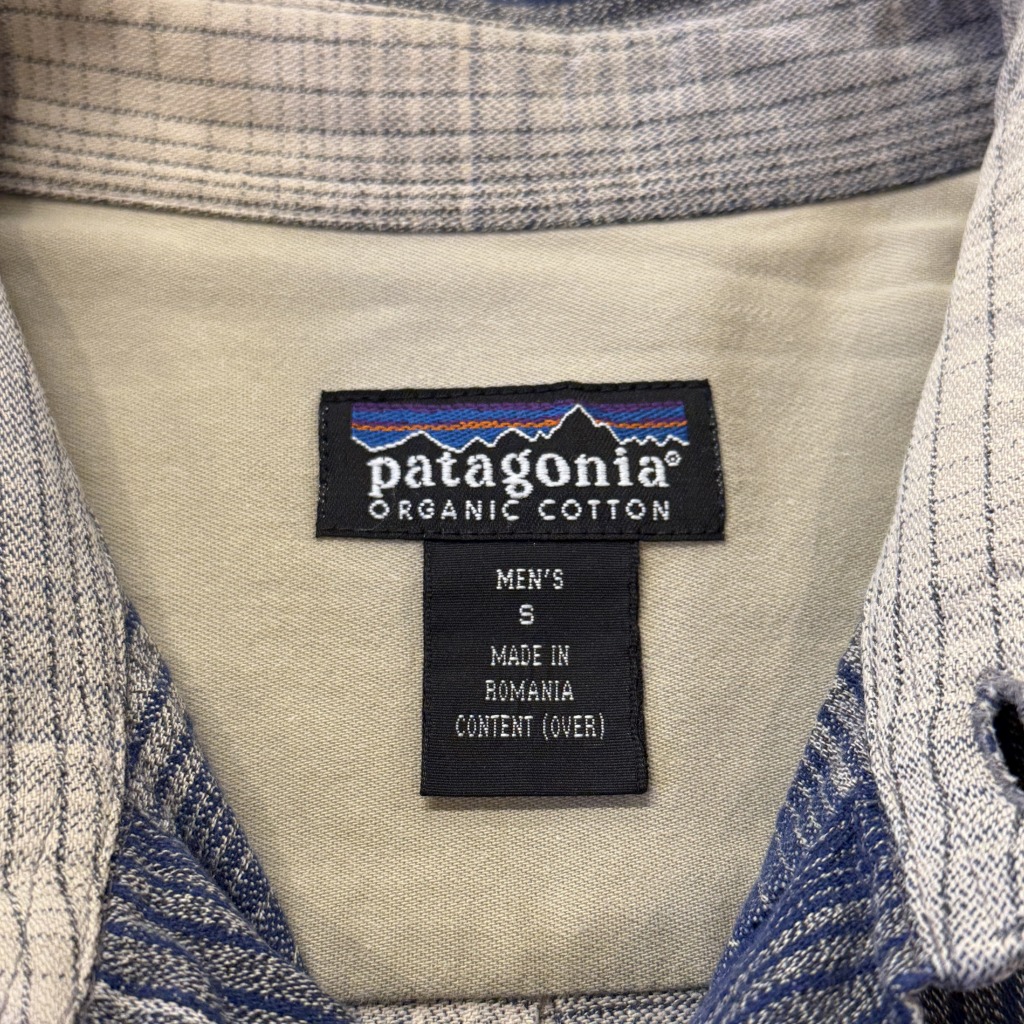 patagonia®
ORGANIC COTTON
MEN'S
S
MADE IN
ROMANIA
CONTENT (OVER)